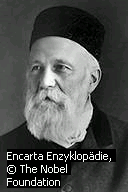 Encarta Enzyklopädie,
© The Nobel
Foundation